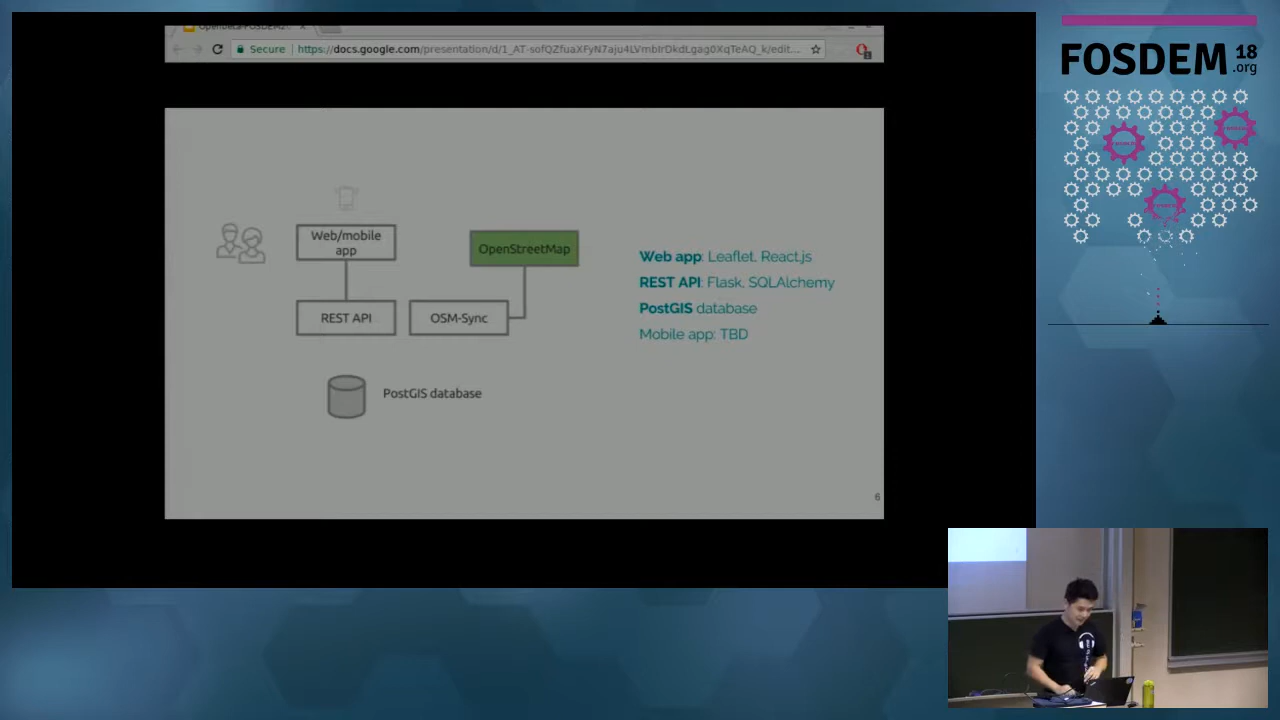 Secure
https://docs.google.com/presentation/d/1_AT-sofQZfuaXFyN7aju4LVmbIrDkdLgag0XqTeAQ_k/edit...
Web/mobile
app
OpenStreetMap
REST API
OSM-Sync
PostGIS database
Web app: Leaflet, React.js
REST API: Flask, SQLAlchemy
PostGIS database
Mobile app: TBD
6
FOSDEM 18
.org